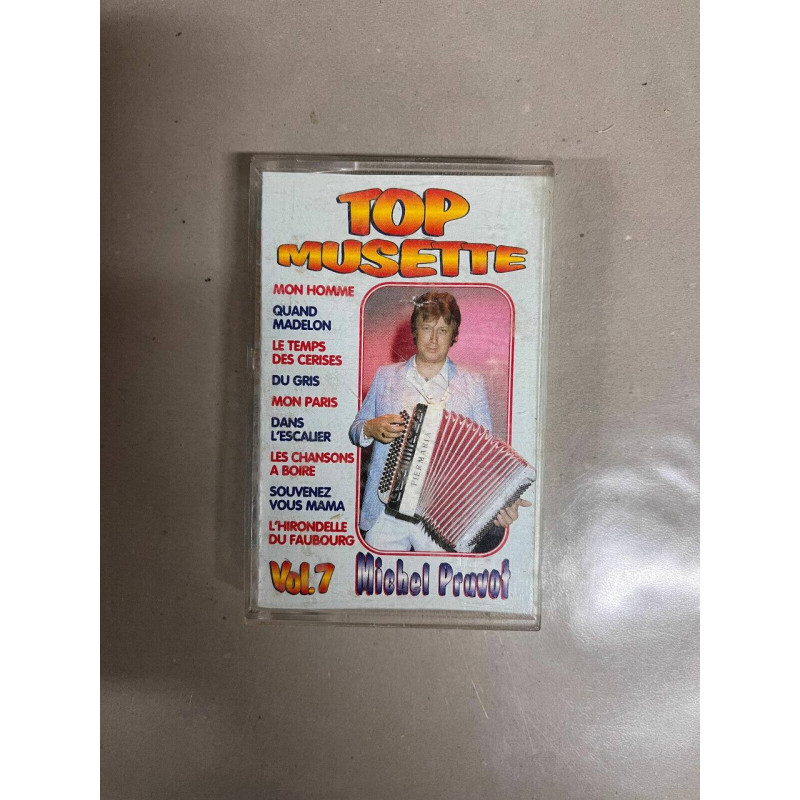 TOP
MUSETTE
MON HOMME
QUAND
MADELON
LE TEMPS
DES CERISES
DU GRIS
MON PARIS
DANS
L'ESCALIER
LES CHANSONS
A BOIRE
SOUVENEZ
VOUS MAMA
L'HIRONDELLE
DU FAUBOURG
PIERMARIA
Vol.7
Michel Pruvot